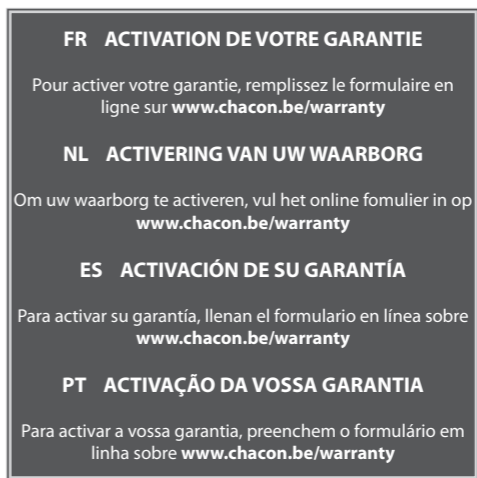 FR ACTIVATION DE VOTRE GARANTIE
Pour activer votre garantie, remplissez le formulaire en
ligne sur www.chacon.be/warranty
NL ACTIVERING VAN UW WAARBORG
Om uw waarborg te activeren, vul het online fomulier in op
www.chacon.be/warranty
ES ACTIVACIÓN DE SU GARANTÍA
Para activar su garantía, llenan el formulario en línea sobre
www.chacon.be/warranty
PT ACTIVAÇÃO DA VOSSA GARANTIA
Para activar a vossa garantia, preenchem o formulário em
linha sobre www.chacon.be/warranty